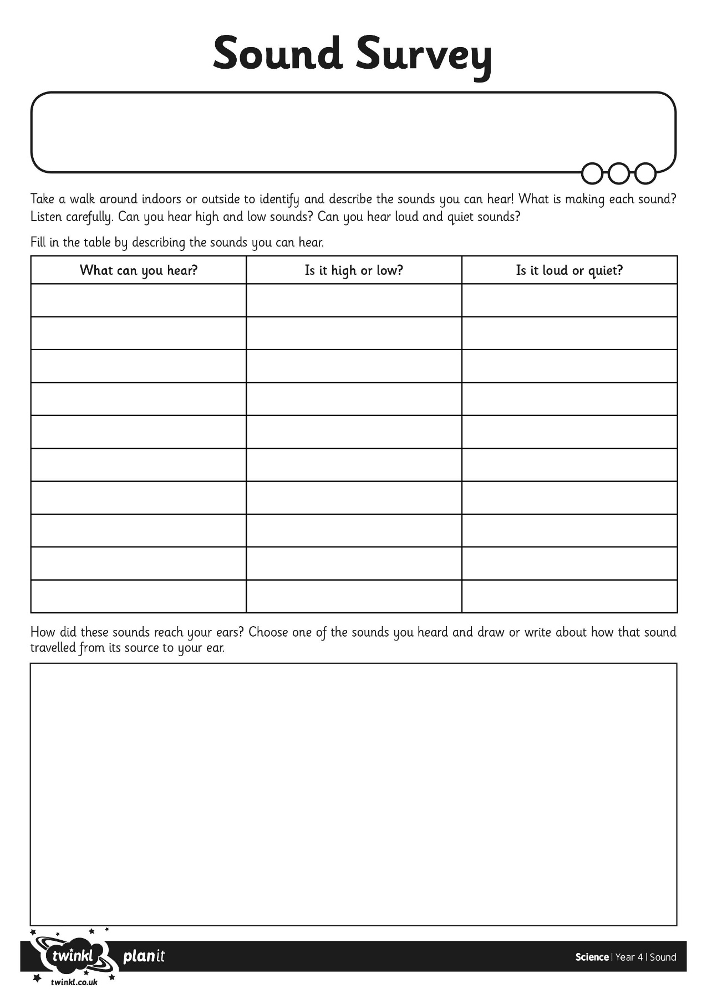 Sound Survey
Take a walk around indoors or outside to identify and describe the sounds you can hear! What is making each sound?
Listen carefully. Can you hear high and low sounds? Can you hear loud and quiet sounds?
Fill in the table by describing the sounds you can hear.
What can you hear? Is it high or low? Is it loud or quiet?
How did these sounds reach your ears? Choose one of the sounds you heard and draw or write about how that sound
travelled from its source to your ear.
twinkl planit Science | Year 4 | Sound
twinkl.co.uk